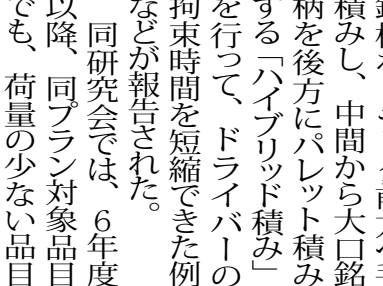 積みし、中間から大口銘
柄を後方にパレット積み
する「ハイブリッド積み」
を行って、ドライバーの
拘束時間を短縮できた例
などが報告された。
同研究会では、6年度
以降、同プラン対象品目
でも、荷量の少ない品目